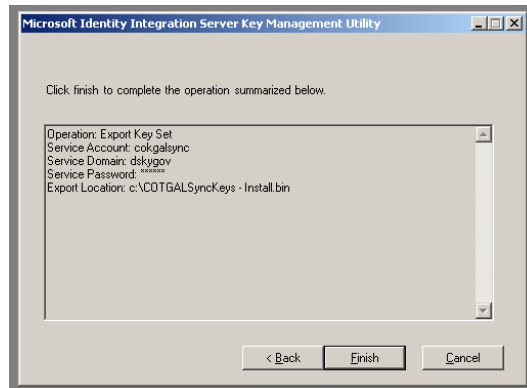 Microsoft Identity Integration Server Key Management Utility
Click finish to complete the operation summarized below.
Operation: Export Key Set
Service Account: cokgalsync
Service Domain: dskygov
Service Password: ******
Export Location: c:\COTGALSyncKeys - Install.bin
< Back Finish Cancel